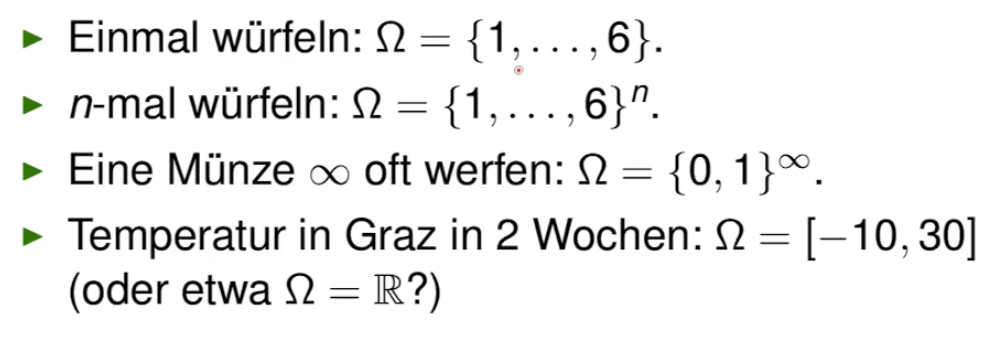 ► Einmal würfeln: Ω = {1, . . . , 6}.
► n-mal würfeln: Ω = {1, . . . , 6}ⁿ.
► Eine Münze ∞ oft werfen: Ω = {0, 1}^∞.
► Temperatur in Graz in 2 Wochen: Ω = [−10, 30]
(oder etwa Ω = ℝ?)